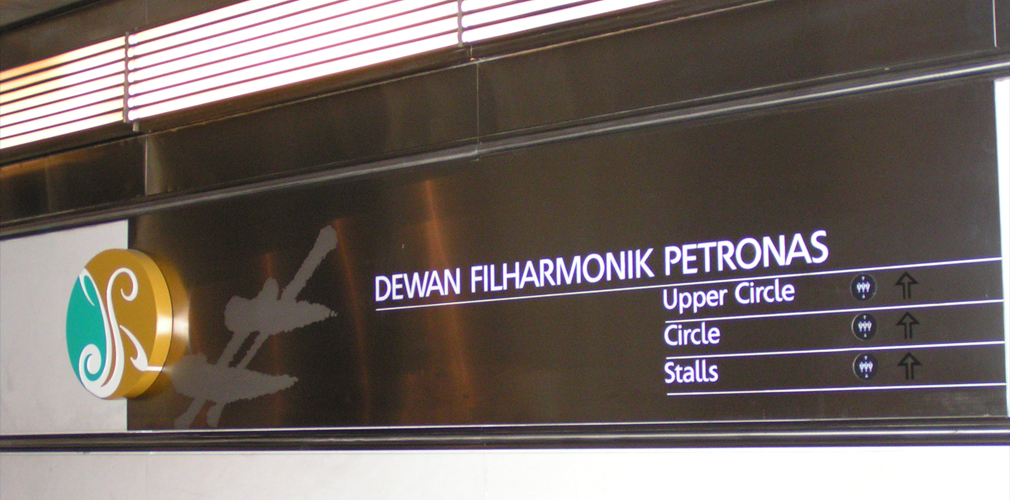 DEWAN FILHARMONIK PETRONAS
Upper Circle
Circle
Stalls